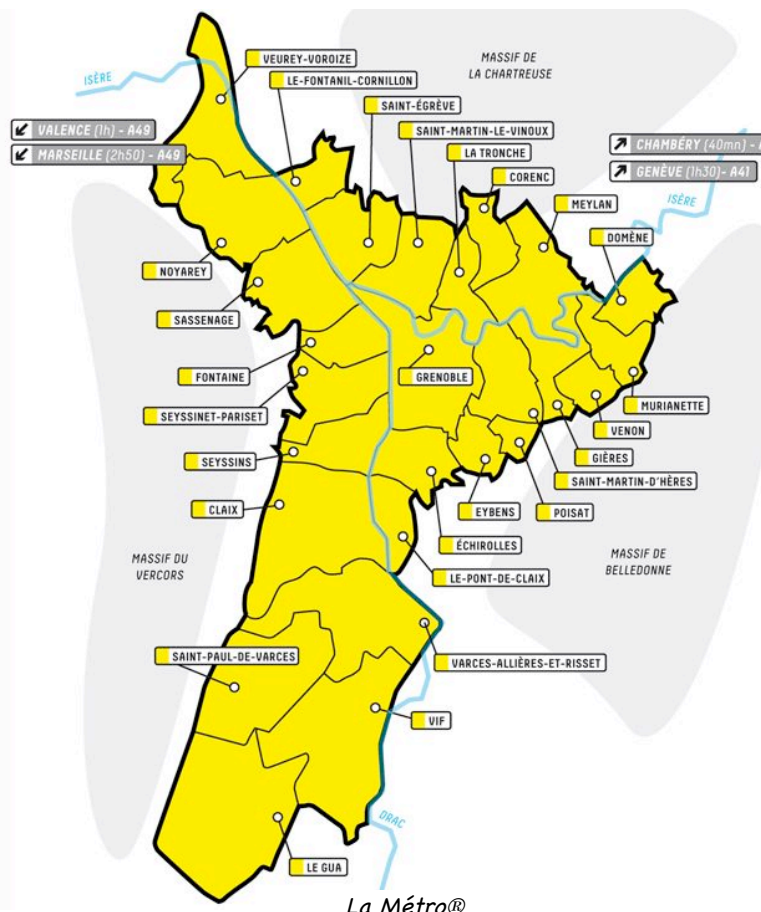 MASSIF DE
LA CHARTREUSE
ISÈRE
VEUREY-VOROIZE
LE-FONTANIL-CORNILLON
SAINT-ÉGRÈVE
SAINT-MARTIN-LE-VINOUX
LA TRONCHE
CORENC
MEYLAN
DOMÈNE
VALENCE (1h) - A49
MARSEILLE (2h50) - A49
CHAMBÉRY (40mn) - A
GENÈVE (1h30) - A41
ISÈRE
NOYAREY
SASSENAGE
FONTAINE
GRENOBLE
SEYSSINET-PARISET
MURIANETTE
VENON
SEYSSINS
GIÈRES
SAINT-MARTIN-D'HÈRES
CLAIX
EYBENS
POISAT
ÉCHIROLLES
MASSIF DU
VERCORS
LE-PONT-DE-CLAIX
MASSIF DE
BELLEDONNE
SAINT-PAUL-DE-VARCES
VARCES-ALLIÈRES-ET-RISSET
VIF
DRAC
LE GUA
La Métro®